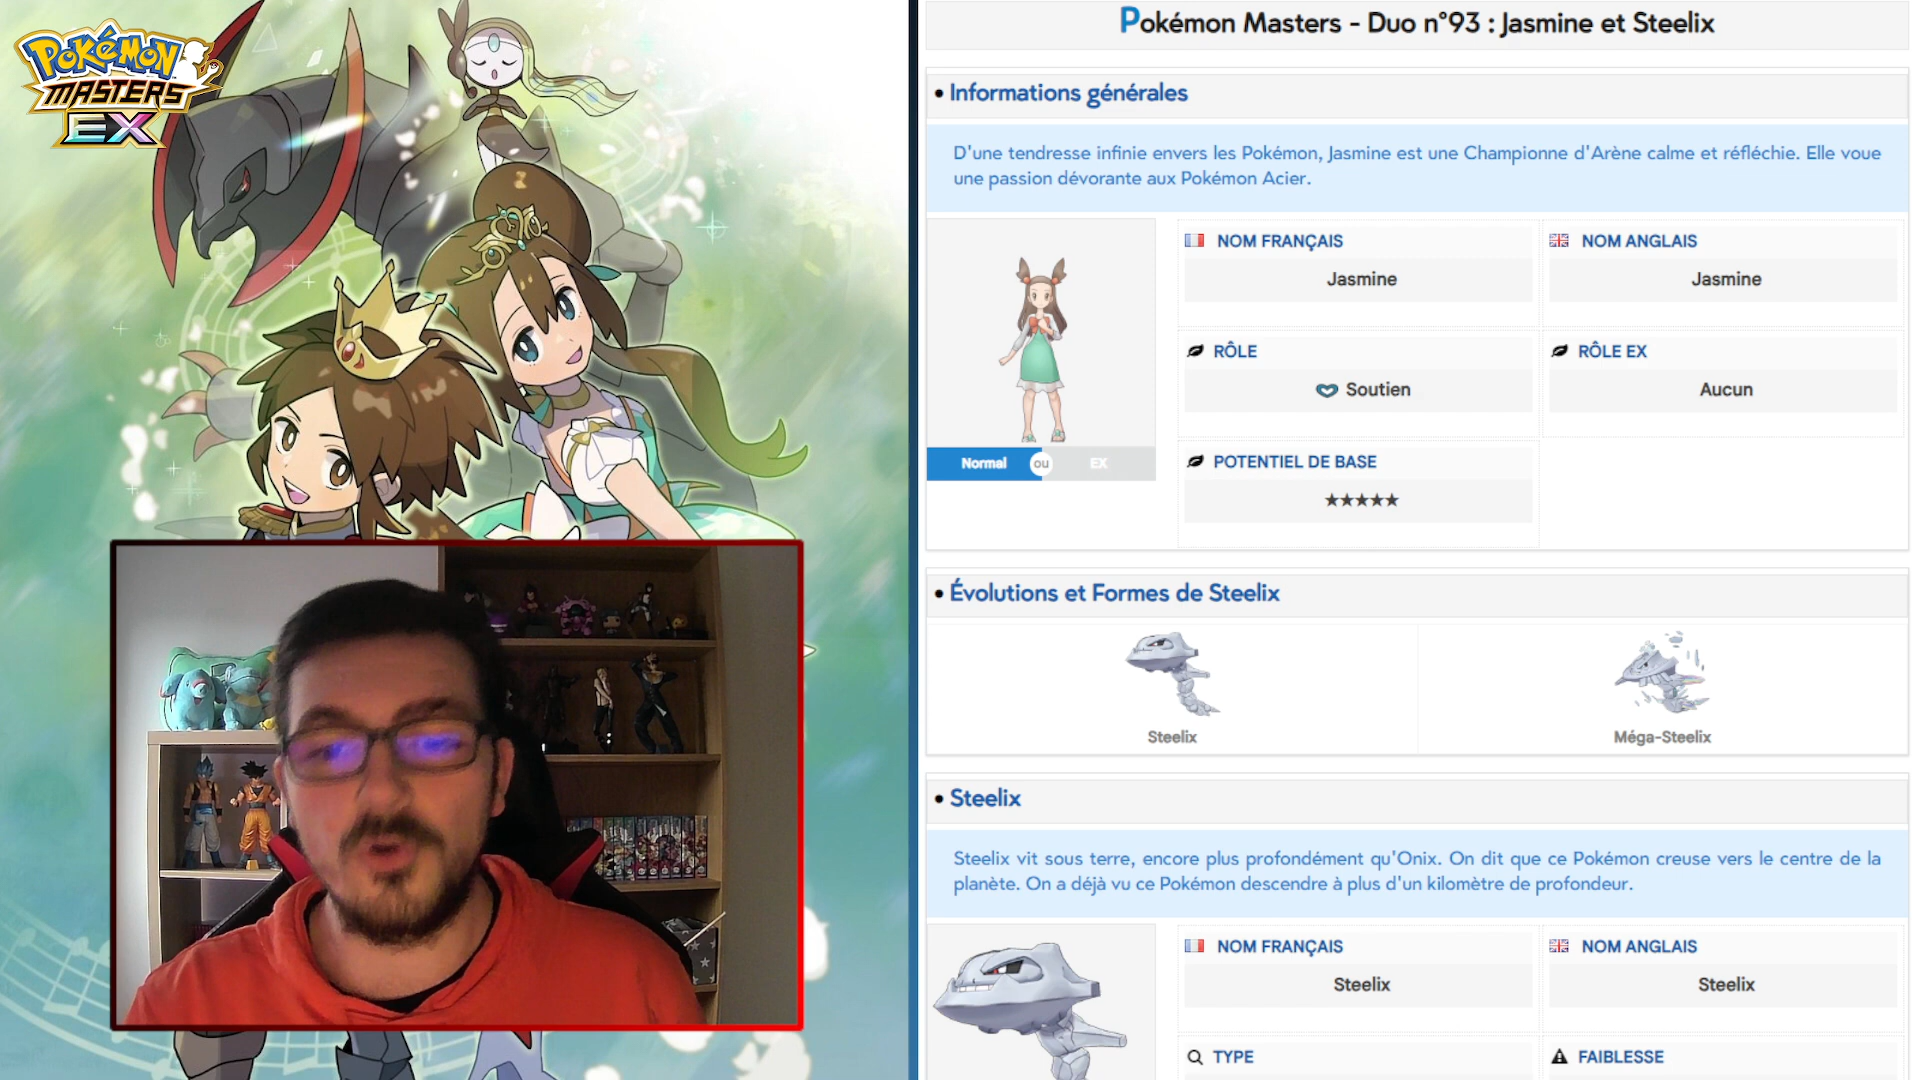 POKÉMON
MASTERS
EX
Pokémon Masters - Duo n°93 : Jasmine et Steelix
• Informations générales
D'une tendresse infinie envers les Pokémon, Jasmine est une Championne d'Arène calme et réfléchie. Elle voue
une passion dévorante aux Pokémon Acier.
NOM FRANÇAIS
Jasmine
NOM ANGLAIS
Jasmine
RÔLE
Soutien
RÔLE EX
Aucun
Normal ou EX
POTENTIEL DE BASE
★★★★★
• Évolutions et Formes de Steelix
Steelix
Méga-Steelix
• Steelix
Steelix vit sous terre, encore plus profondément qu'Onix. On dit que ce Pokémon creuse vers le centre de la
planète. On a déjà vu ce Pokémon descendre à plus d'un kilomètre de profondeur.
NOM FRANÇAIS
Steelix
NOM ANGLAIS
Steelix
TYPE
FAIBLESSE